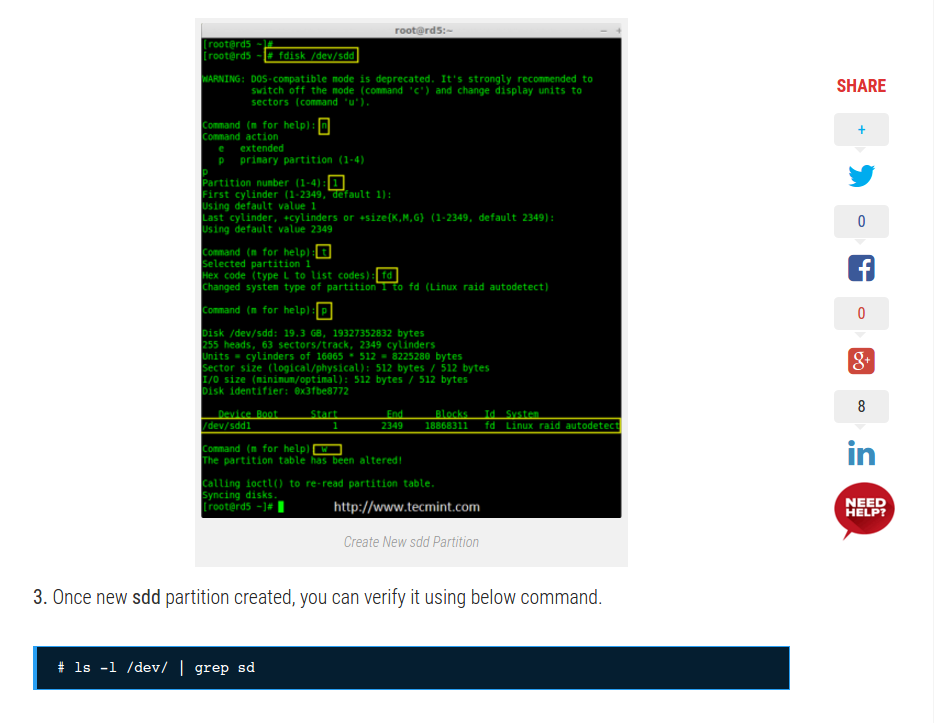 root@rd5:~
[root@rd5 ~]#
[root@rd5 ~]# fdisk /dev/sdd
WARNING: DOS-compatible mode is deprecated. It's strongly recommended to
switch off the mode (command 'c') and change display units to
sectors (command 'u').
Command (m for help): n
Command action
e extended
p primary partition (1-4)
p
Partition number (1-4): 1
First cylinder (1-2349, default 1):
Using default value 1
Last cylinder, +cylinders or +size{K,M,G} (1-2349, default 2349):
Using default value 2349
Command (m for help): t
Selected partition 1
Hex code (type L to list codes): fd
Changed system type of partition 1 to fd (Linux raid autodetect)
Command (m for help): p
Disk /dev/sdd: 19.3 GB, 19327352832 bytes
255 heads, 63 sectors/track, 2349 cylinders
Units = cylinders of 16065 * 512 = 8225280 bytes
Sector size (logical/physical): 512 bytes / 512 bytes
I/O size (minimum/optimal): 512 bytes / 512 bytes
Disk identifier: 0x3fbe8772
Device Boot Start End Blocks Id System
/dev/sdd1 1 2349 18868311 fd Linux raid autodetect
Command (m for help) w
The partition table has been altered!
Calling ioctl() to re-read partition table.
Syncing disks.
[root@rd5 ~]#
http://www.tecmint.com
Create New sdd Partition
3. Once new sdd partition created, you can verify it using below command.
# ls -l /dev/ | grep sd
SHARE
+
0
f
0
g+
8
in
NEED
HELP?